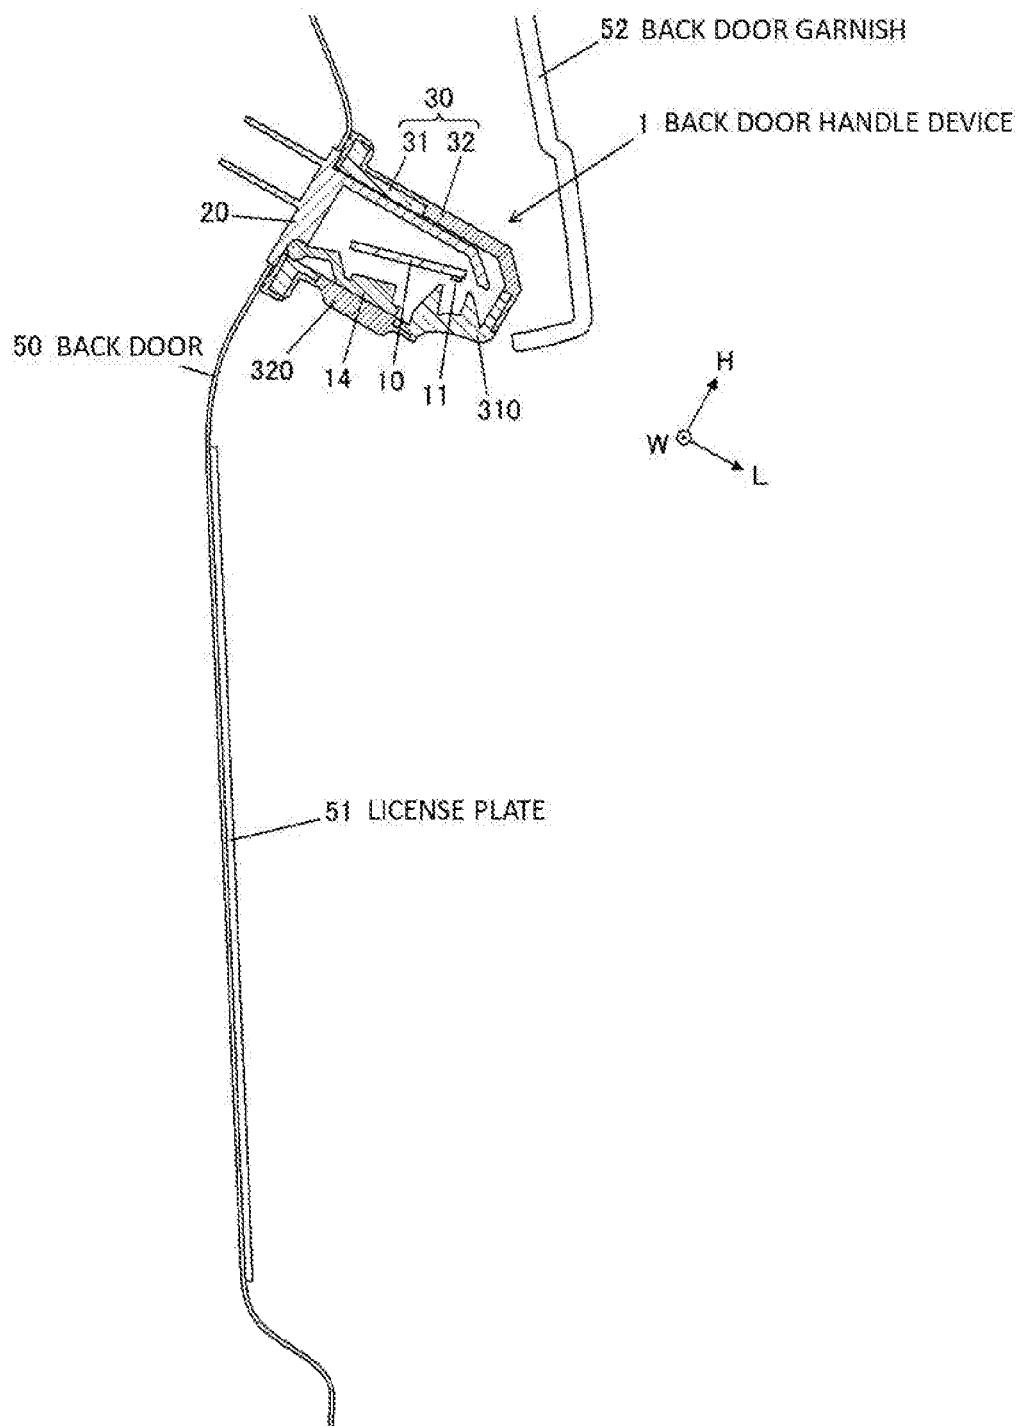 52 BACK DOOR GARNISH
30
1 BACK DOOR HANDLE DEVICE
31 32
20
50 BACK DOOR
320
14
10
11
310
H
W
L
51 LICENSE PLATE